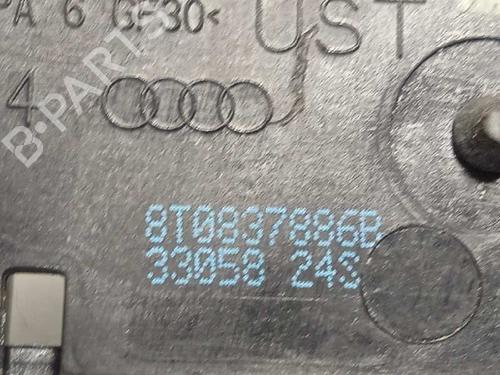 PA 6 GF30<
UST
4
B-PARTS
8T0837886B
33058 24S